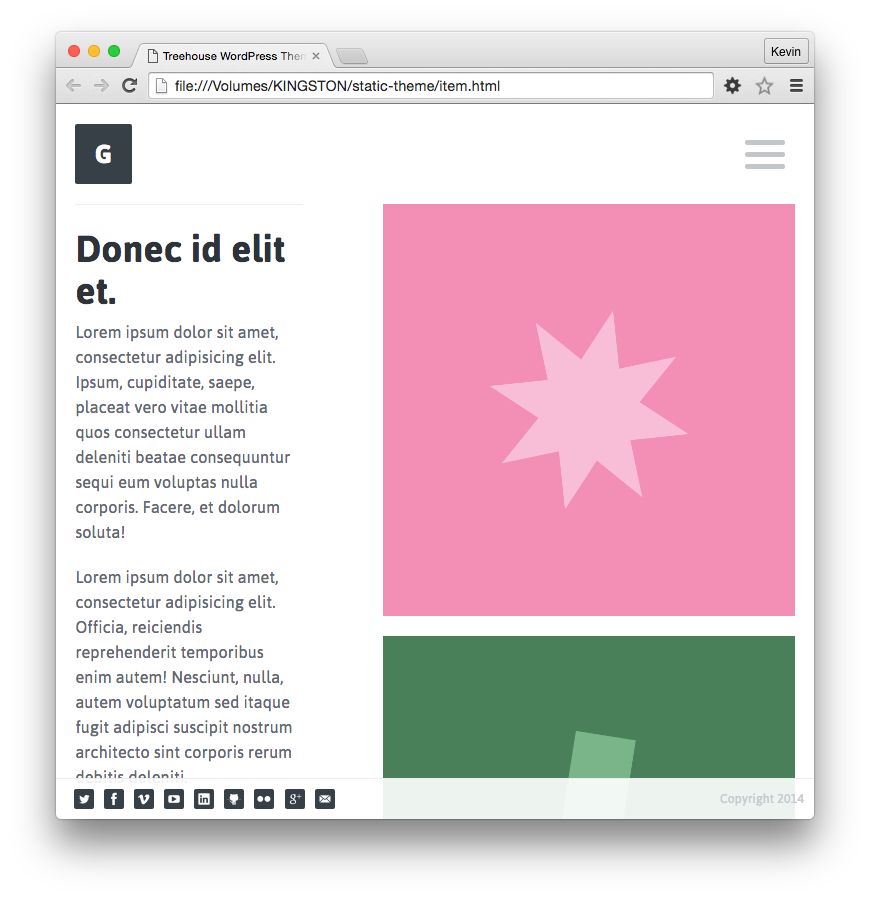 Treehouse WordPress Them
Kevin
file:///Volumes/KINGSTON/static-theme/item.html
G
Donec id elit
et.
Lorem ipsum dolor sit amet,
consectetur adipisicing elit.
Ipsum, cupiditate, saepe,
placeat vero vitae mollitia
quos consectetur ullam
deleniti beatae consequuntur
sequi eum voluptas nulla
corporis. Facere, et dolorum
soluta!
Lorem ipsum dolor sit amet,
consectetur adipisicing elit.
Officia, reiciendis
reprehenderit temporibus
enim autem! Nesciunt, nulla,
autem voluptatum sed itaque
fugit adipisci suscipit nostrum
architecto sint corporis rerum
debitis deleniti
Copyright 2014